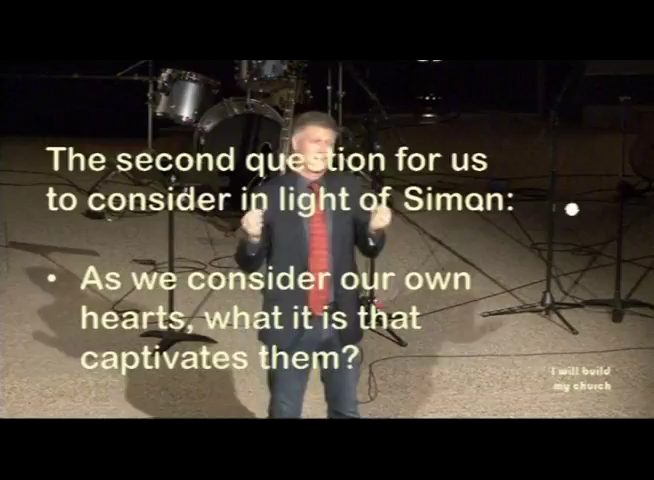 The second question for us
to consider in light of Simon:
• As we consider our own
hearts, what it is that
captivates them?
I will build
my church